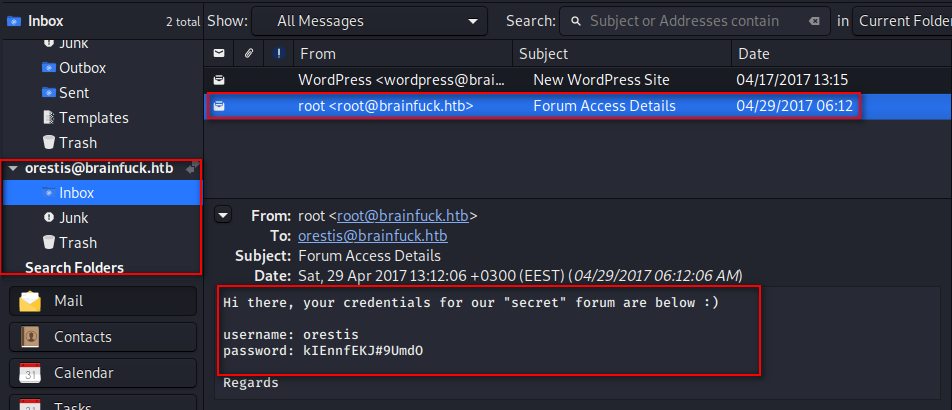 Inbox 2 total
Show: All Messages
Search: Subject or Addresses contain in Current Folder
Junk
Outbox
Sent
Templates
Trash
orestis@brainfuck.htb
Inbox
Junk
Trash
Search Folders
Mail
Contacts
Calendar
Tasks
From Subject Date
WordPress <wordpress@brai... New WordPress Site 04/17/2017 13:15
root <root@brainfuck.htb> Forum Access Details 04/29/2017 06:12
From: root <root@brainfuck.htb>
To: orestis@brainfuck.htb
Subject: Forum Access Details
Date: Sat, 29 Apr 2017 13:12:06 +0300 (EEST) (04/29/2017 06:12:06 AM)
Hi there, your credentials for our "secret" forum are below :)
username: orestis
password: kIEnnfEKJ#9UmdO
Regards